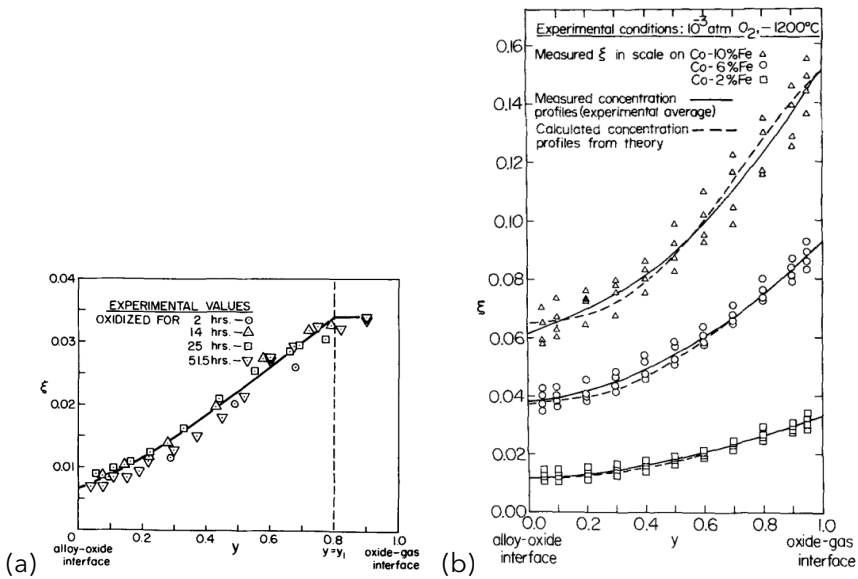 (a)
0.04
0.03
0.02
0.01
0
ξ
EXPERIMENTAL VALUES
OXIDIZED FOR 2 hrs.
14 hrs.
25 hrs.
51.5 hrs.
0 0.2 0.4 0.6 0.8 1.0
alloy-oxide interface
y
y=y₁
oxide-gas interface
(b)
Experimental conditions: 10⁻³atm O₂,-1200°C
Measured ξ in scale on Co-10%Fe △
Co-6%Fe ○
Co-2%Fe □
Measured concentration
profiles (experimental average)
Calculated concentration
profiles from theory
0.16
0.14
0.12
0.10
0.08
0.06
0.04
0.02
0.00
ξ
0.0 0.2 0.4 0.6 0.8 1.0
alloy-oxide interface
y
oxide-gas interface